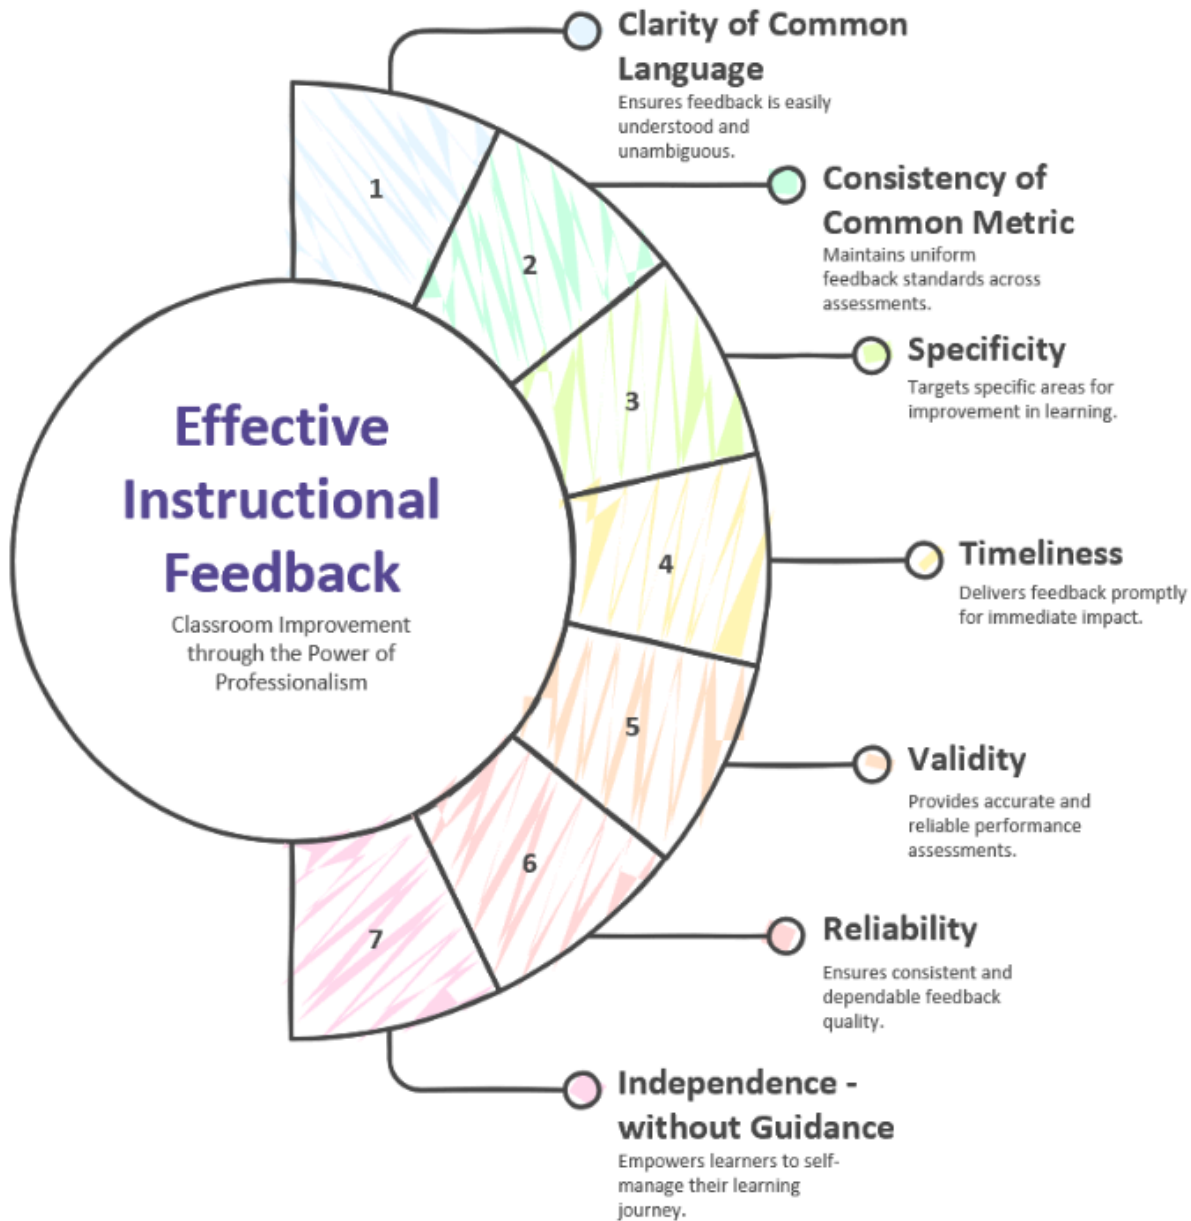 Clarity of Common
Language
Ensures feedback is easily
understood and
unambiguous.
1
Consistency of
Common Metric
Maintains uniform
feedback standards across
assessments.
2
Specificity
Targets specific areas for
improvement in learning.
3
Effective
Instructional
Feedback
Classroom Improvement
through the Power of
Professionalism
4
Timeliness
Delivers feedback promptly
for immediate impact.
5
Validity
Provides accurate and
reliable performance
assessments.
6
Reliability
Ensures consistent and
dependable feedback
quality.
7
Independence -
without Guidance
Empowers learners to self-
manage their learning
journey.